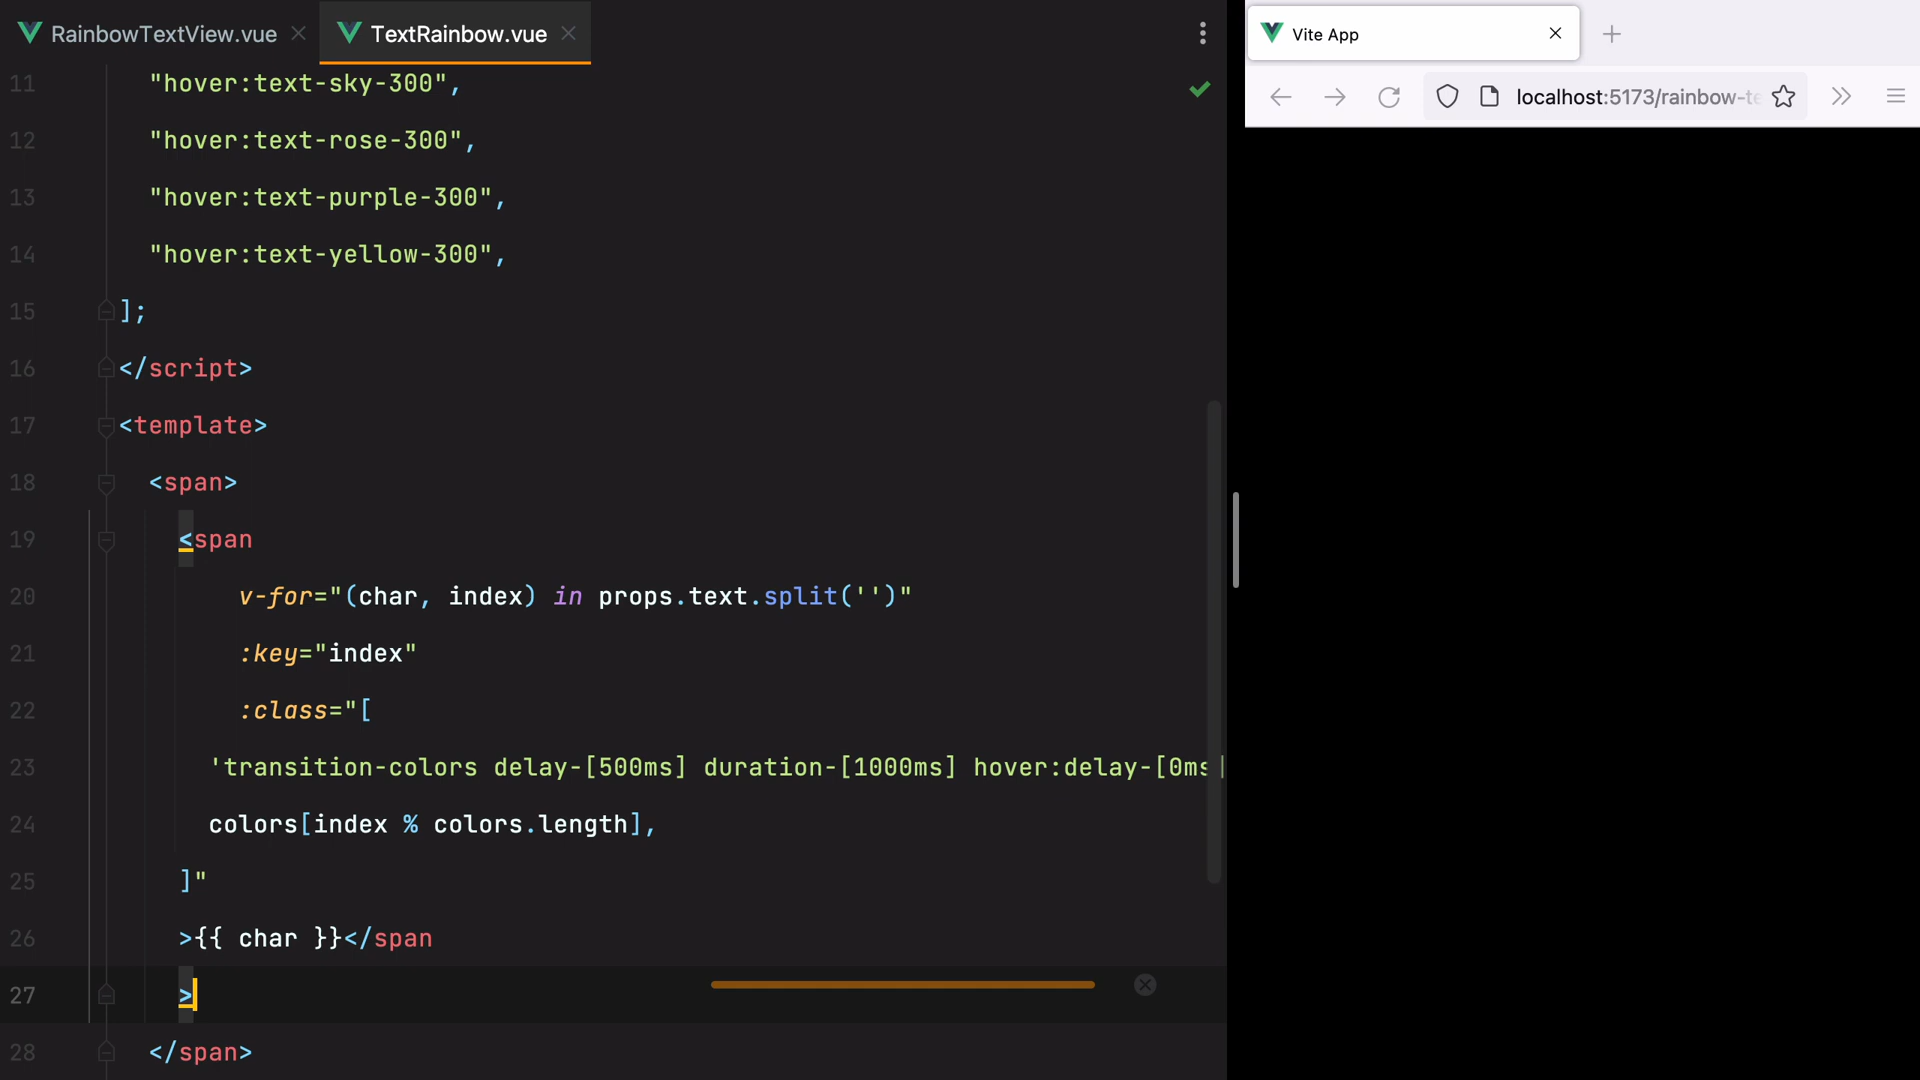 RainbowTextView.vue
TextRainbow.vue
Vite App
localhost:5173/rainbow-te
11 "hover:text-sky-300",
12 "hover:text-rose-300",
13 "hover:text-purple-300",
14 "hover:text-yellow-300",
15 ];
16 </script>
17 <template>
18 <span>
19 <span
20 v-for="(char, index) in props.text.split('')"
21 :key="index"
22 :class="[
23 'transition-colors delay-[500ms] duration-[1000ms] hover:delay-[0ms]
24 colors[index % colors.length],
25 ]"
26 >{{ char }}</span
27 >
28 </span>